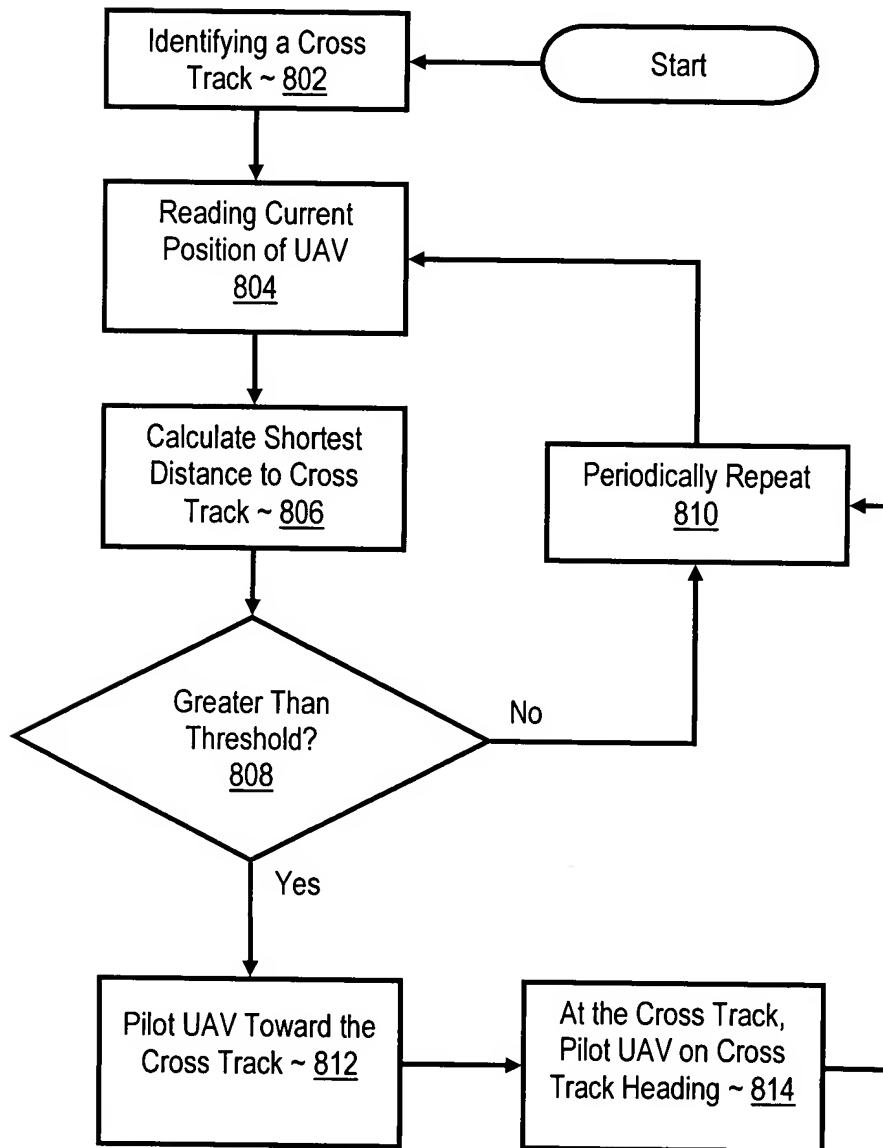 Start
Identifying a Cross
Track ~ 802
Reading Current
Position of UAV
804
Calculate Shortest
Distance to Cross
Track ~ 806
Periodically Repeat
810
Greater Than
Threshold?
808
No
Yes
Pilot UAV Toward the
Cross Track ~ 812
At the Cross Track,
Pilot UAV on Cross
Track Heading ~ 814